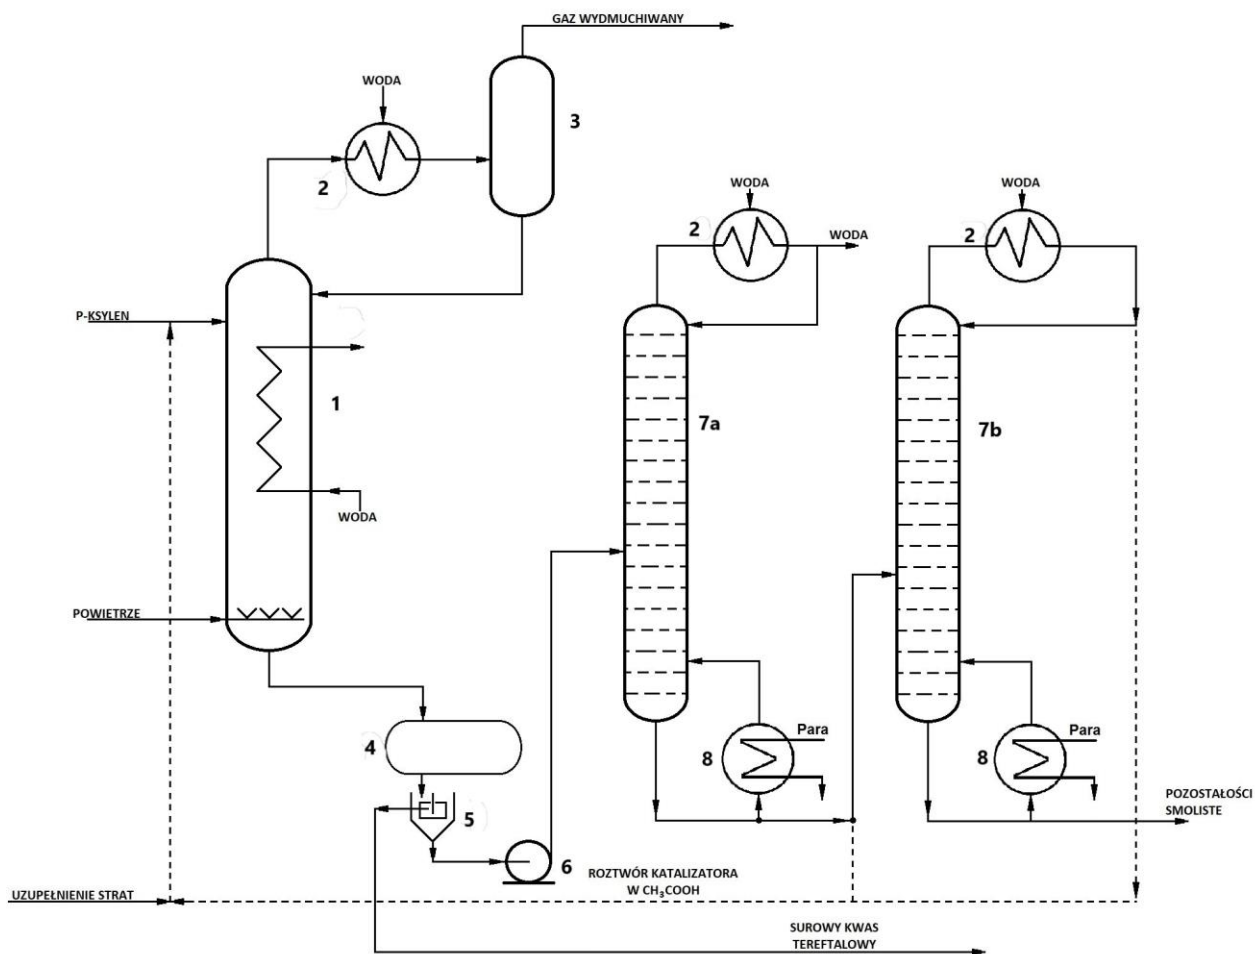 GAZ WYDMUCHIWANY
WODA
3
2
WODA
WODA
2
WODA
2
P-KSYLEN
1
7a
7b
WODA
POWIETRZE
4
Para
8
Para
8
5
POZOSTAŁOŚCI
SMOLISTE
6
ROZTWÓR KATALIZATORA
W CH₃COOH
UZUPEŁNIENIE STRAT
SUROWY KWAS
TEREFTALOWY